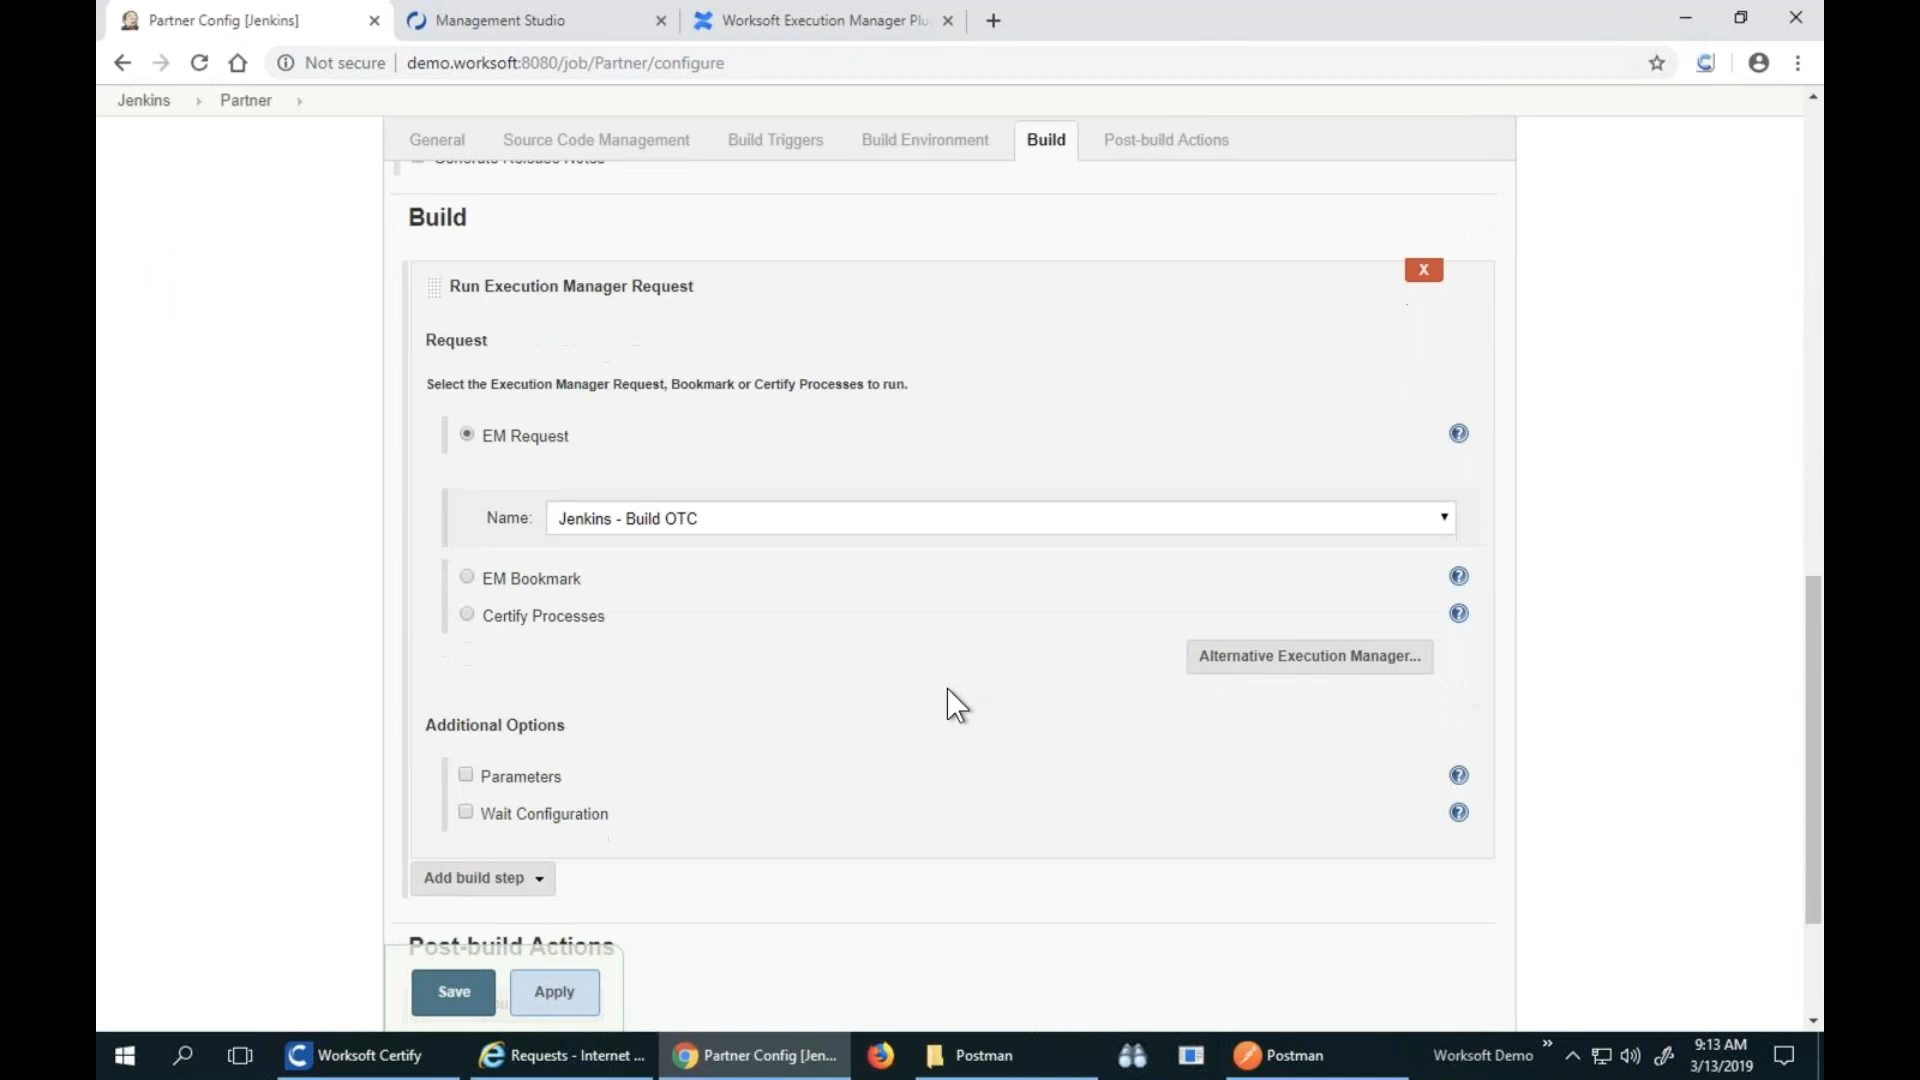 Partner Config [Jenkins]
Management Studio
Worksoft Execution Manager Plu
Not secure
demo.worksoft:8080/job/Partner/configure
Jenkins
Partner
General
Source Code Management
Build Triggers
Build Environment
Build
Post-build Actions
Generate Release Notes
Build
Run Execution Manager Request
X
Request
Select the Execution Manager Request, Bookmark or Certify Processes to run.
EM Request
Name:
Jenkins - Build OTC
EM Bookmark
Certify Processes
Alternative Execution Manager...
Additional Options
Parameters
Wait Configuration
Add build step
Post-build Actions
Save
Apply
Worksoft Certify
Requests - Internet ...
Partner Config [Jen...
Postman
Postman
Worksoft Demo
9:13 AM
3/13/2019